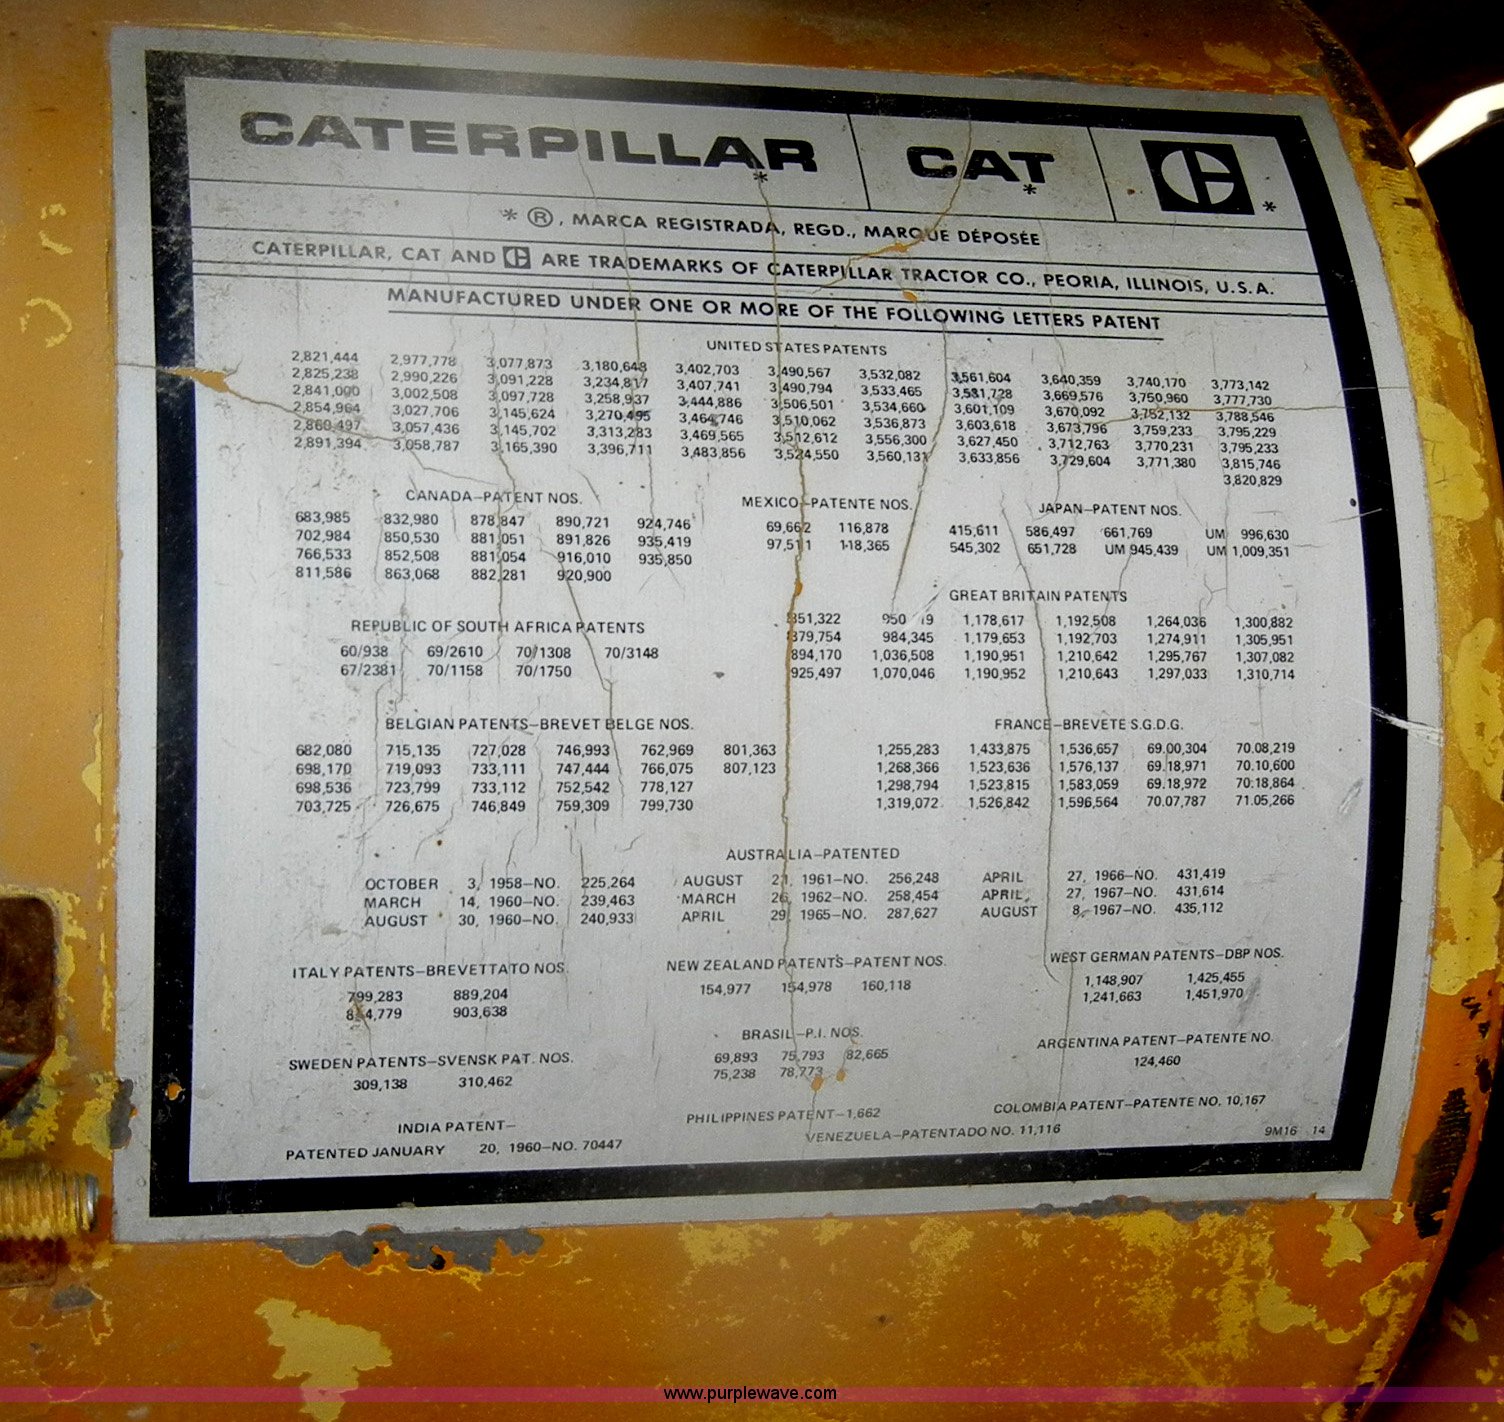 CATERPILLAR* CAT* C*
* ®, MARCA REGISTRADA, REGD., MARQUE DÉPOSÉE
CATERPILLAR, CAT AND C ARE TRADEMARKS OF CATERPILLAR TRACTOR CO., PEORIA, ILLINOIS, U.S.A.
MANUFACTURED UNDER ONE OR MORE OF THE FOLLOWING LETTERS PATENT
UNITED STATES PATENTS
2,821,444 2,977,778 3,077,873 3,180,648 3,402,703 3,490,567 3,532,082 3,561,604 3,640,359 3,740,170 3,773,142
2,825,238 2,990,226 3,091,228 3,234,817 3,407,741 3,490,794 3,533,465 3,581,728 3,669,576 3,750,960 3,777,730
2,841,000 3,002,508 3,097,728 3,258,937 3,444,886 3,506,501 3,534,660 3,601,109 3,670,092 3,752,132 3,788,546
2,854,964 3,027,706 3,145,624 3,270,495 3,464,746 3,510,062 3,536,873 3,603,618 3,673,796 3,759,233 3,795,229
2,860,497 3,057,436 3,145,702 3,313,283 3,469,565 3,512,612 3,556,300 3,627,450 3,712,763 3,770,231 3,795,233
2,891,394 3,058,787 3,165,390 3,396,711 3,483,856 3,524,550 3,560,131 3,633,856 3,729,604 3,771,380 3,815,746
3,820,829
CANADA—PATENT NOS.
683,985 832,980 878,847 890,721 924,746
702,984 850,530 881,051 891,826 935,419
766,533 852,508 881,054 916,010 935,850
811,586 863,068 882,281 920,900
MEXICO—PATENTE NOS.
69,662 116,878
97,511 118,365
JAPAN—PATENT NOS.
415,611 586,497 661,769 UM 996,630
545,302 651,728 UM 945,439 UM 1,009,351
REPUBLIC OF SOUTH AFRICA PATENTS
60/938 69/2610 70/1308 70/3148
67/2381 70/1158 70/1750
GREAT BRITAIN PATENTS
851,322 1,178,617 1,192,508 1,264,036 1,300,882
879,754 984,345 1,179,653 1,192,703 1,274,911 1,305,951
894,170 1,036,508 1,190,951 1,210,642 1,295,767 1,307,082
925,497 1,070,046 1,190,952 1,210,643 1,297,033 1,310,714
BELGIAN PATENTS—BREVET BELGE NOS.
682,080 715,135 727,028 746,993 762,969 801,363
698,170 719,093 733,111 747,444 766,075 807,123
698,536 723,799 733,112 752,542 778,127
703,725 726,675 746,849 759,309 799,730
FRANCE—BREVETE S.G.D.G.
1,255,283 1,433,875 1,536,657 69.00,304 70.08,219
1,268,366 1,523,636 1,576,137 69.18,971 70.10,600
1,298,794 1,523,815 1,583,059 69.18,972 70.18,864
1,319,072 1,526,842 1,596,564 70.07,787 71.05,266
AUSTRALIA—PATENTED
OCTOBER 3, 1958—NO. 225,264 AUGUST 21, 1961—NO. 256,248 APRIL 27, 1966—NO. 431,419
MARCH 14, 1960—NO. 239,463 MARCH 26, 1962—NO. 258,454 APRIL 27, 1967—NO. 431,614
AUGUST 30, 1960—NO. 240,933 APRIL 29, 1965—NO. 287,627 AUGUST 8, 1967—NO. 435,112
ITALY PATENTS—BREVETTATO NOS.
799,283 889,204
903,638
NEW ZEALAND PATENTS—PATENT NOS.
154,977 154,978 160,118
WEST GERMAN PATENTS—DBP NOS.
1,148,907 1,425,455
1,241,663 1,451,970
SWEDEN PATENTS—SVENSK PAT. NOS.
309,138 310,462
BRASIL—P.I. NOS.
69,893 75,793 82,665
75,238 78,773
ARGENTINA PATENT—PATENTE NO.
124,460
INDIA PATENT—
PATENTED JANUARY 20, 1960—NO. 70447
PHILIPPINES PATENT—1,662
COLOMBIA PATENT—PATENTE NO. 10,167
VENEZUELA—PATENTADO NO. 11,116
9M16 14
www.purplewave.com